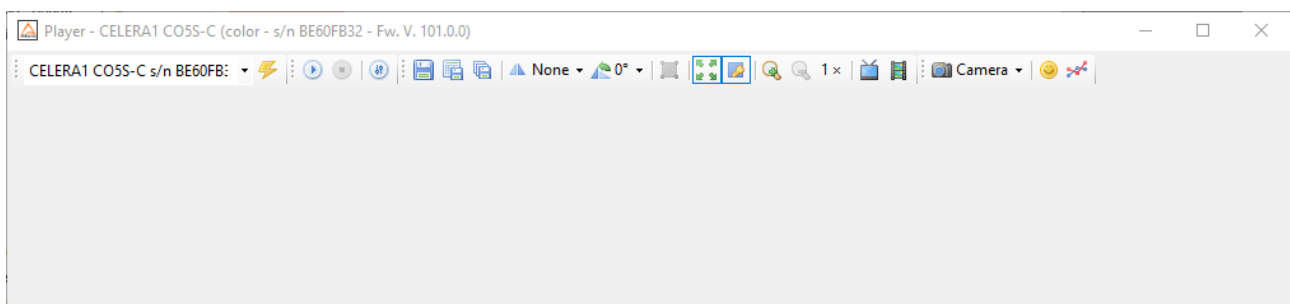 Player - CELERA1 CO5S-C (color - s/n BE60FB32 - Fw. V. 101.0.0)
CELERA1 CO5S-C s/n BE60FB: None 0° 1 × Camera